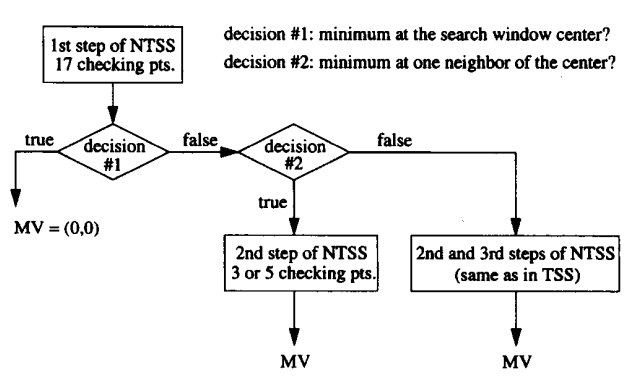 1st step of NTSS
17 checking pts.
decision #1: minimum at the search window center?
decision #2: minimum at one neighbor of the center?
true
decision
#1
false
decision
#2
false
true
MV = (0,0)
2nd step of NTSS
3 or 5 checking pts.
2nd and 3rd steps of NTSS
(same as in TSS)
MV
MV